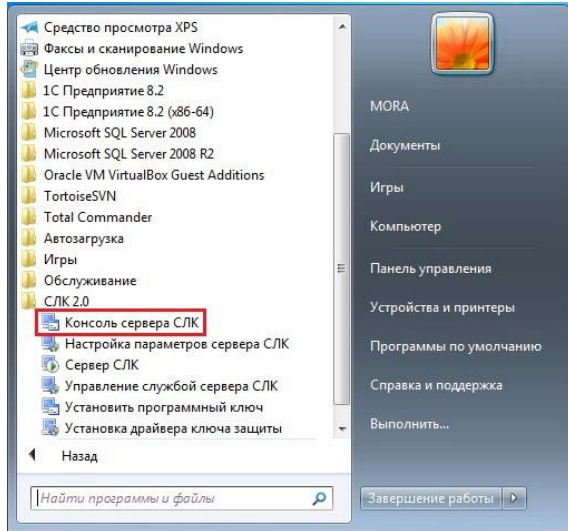 Средство просмотра XPS
Факсы и сканирование Windows
Центр обновления Windows
1С Предприятие 8.2
1С Предприятие 8.2 (x86-64)
Microsoft SQL Server 2008
Microsoft SQL Server 2008 R2
Oracle VM VirtualBox Guest Additions
TortoiseSVN
Total Commander
Автозагрузка
Игры
Обслуживание
СЛК 2.0
Консоль сервера СЛК
Настройка параметров сервера СЛК
Сервер СЛК
Управление службой сервера СЛК
Установить программный ключ
Установка драйвера ключа защиты
Назад
Найти программы и файлы
MORA
Документы
Игры
Компьютер
Панель управления
Устройства и принтеры
Программы по умолчанию
Справка и поддержка
Выполнить...
Завершение работы